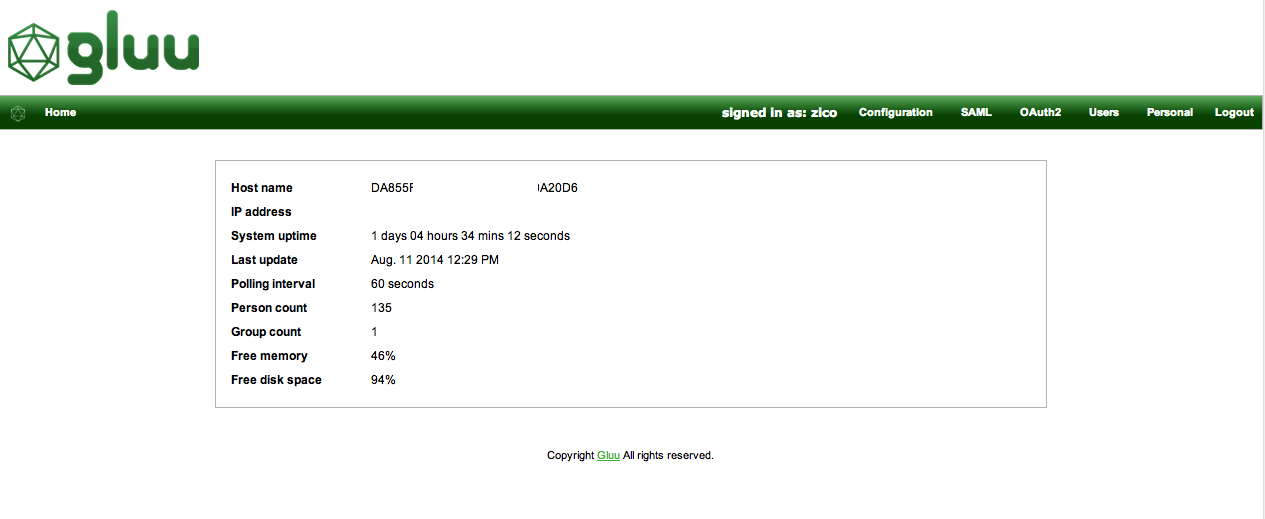 gluu
Home signed in as: zico Configuration SAML OAuth2 Users Personal Logout
Host name DA855F A20D6
IP address
System uptime 1 days 04 hours 34 mins 12 seconds
Last update Aug. 11 2014 12:29 PM
Polling interval 60 seconds
Person count 135
Group count 1
Free memory 46%
Free disk space 94%
Copyright Gluu All rights reserved.